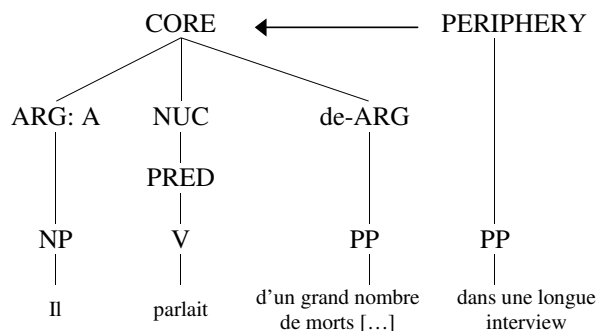 CORE PERIPHERY
ARG: A NUC de-ARG
PRED
NP V PP PP
Il parlait d'un grand nombre de morts […] dans une longue interview